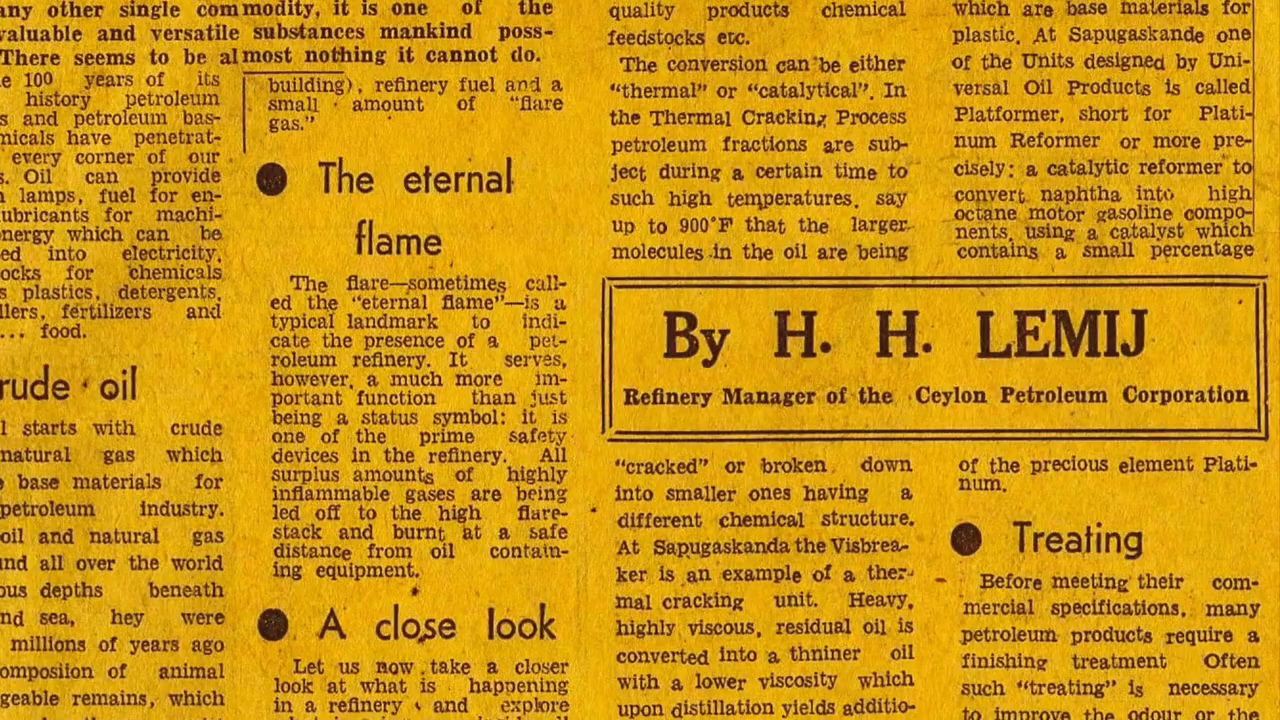 any other single commodity, it is one of the
valuable and versatile substances mankind poss-
There seems to be almost nothing it cannot do.
100 years of its
history petroleum
and petroleum bas-
have penetrat-
every corner of our
Oil can provide
lamps, fuel for en-
for machi-
which can be
into electricity,
for chemicals
plastics, detergents,
fertilizers and
... food.
oil
starts with crude
natural gas which
base materials for
petroleum industry.
oil and natural gas
all over the world
depths beneath
sea, hey were
millions of years ago
of animal
remains, which
building), refinery fuel and a
small amount of "flare
gas."
● The eternal
flame
The flare—sometimes call-
ed the "eternal flame"—is a
typical landmark to indi-
cate the presence of a pet-
roleum refinery. It serves,
however, a much more im-
portant function than just
being a status symbol: it is
one of the prime safety
devices in the refinery. All
surplus amounts of highly
inflammable gases are being
led off to the high flare-
stack and burnt at a safe
distance from oil contain-
ing equipment.
● A close look
Let us now take a closer
look at what is happening
in a refinery and explore
quality products chemical
feedstocks etc.
The conversion can be either
"thermal" or "catalytical". In
the Thermal Cracking Process
petroleum fractions are sub-
ject during a certain time to
such high temperatures, say
up to 900°F that the larger
molecules in the oil are being
which are base materials for
plastic. At Sapugaskande one
of the Units designed by Uni-
versal Oil Products is called
Platformer, short for Plati-
num Reformer or more pre-
cisely: a catalytic reformer to
convert naphtha into high
octane motor gasoline compo-
nents, using a catalyst which
contains a small percentage
By H. H. LEMIJ
Refinery Manager of the Ceylon Petroleum Corporation
"cracked" or broken down
into smaller ones having a
different chemical structure.
At Sapugaskanda the Visbrea-
ker is an example of a ther-
mal cracking unit. Heavy,
highly viscous, residual oil is
converted into a thniner oil
with a lower viscosity which
upon distillation yields additio-
of the precious element Plati-
num.
● Treating
Before meeting their com-
mercial specifications, many
petroleum products require a
finishing treatment Often
such "treating" is necessary
to improve the odour or the